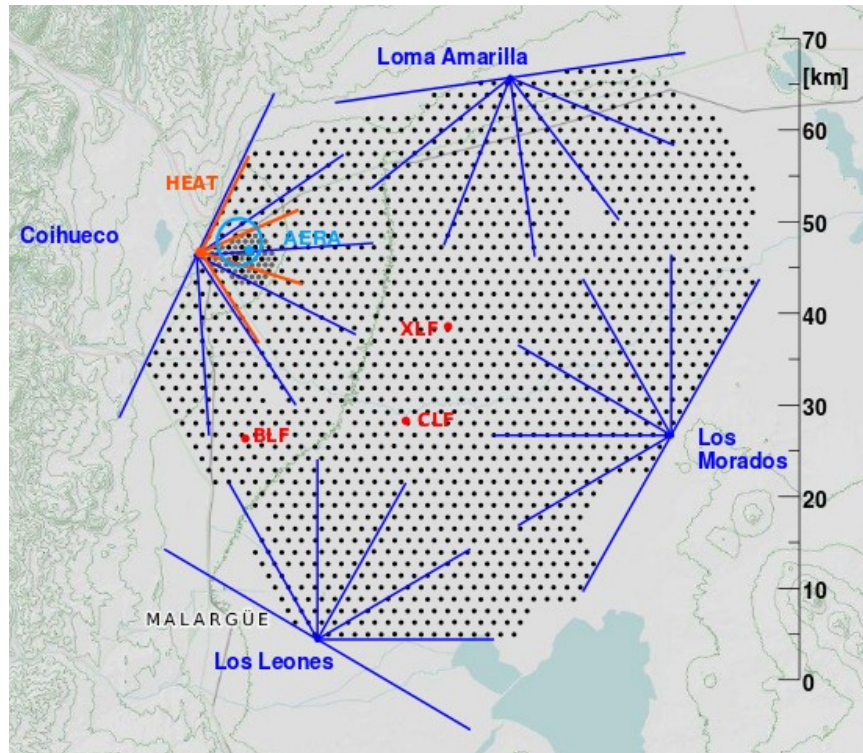 Loma Amarilla
70
[km]
60
HEAT
Coihueco
AERA
50
40
XLF
30
CLF
BLF
Los
Morados
20
10
MALARGÜE
Los Leones
0